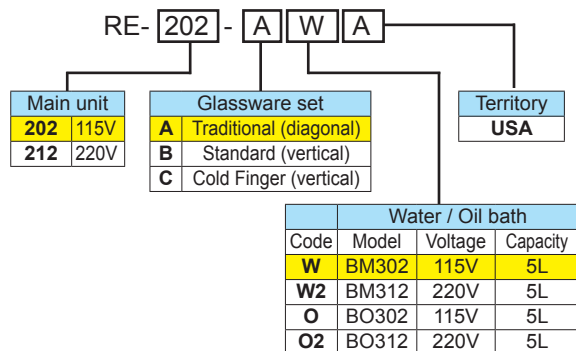 RE- 202 - A W A
Main unit
202 115V
212 220V
Glassware set
A Traditional (diagonal)
B Standard (vertical)
C Cold Finger (vertical)
Territory
USA
Water / Oil bath
Code Model Voltage Capacity
W BM302 115V 5L
W2 BM312 220V 5L
O BO302 115V 5L
O2 BO312 220V 5L